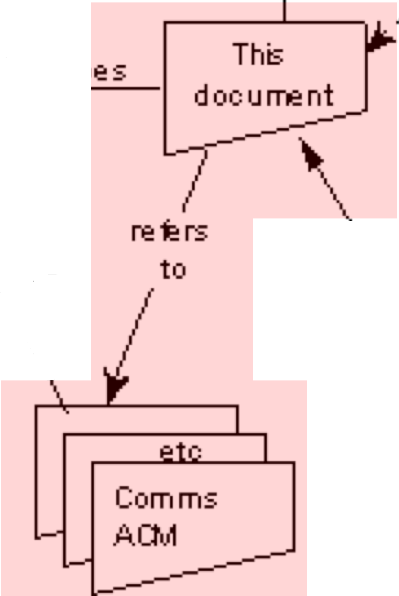 This
es
document
refers
to
etc
Comms
ACM